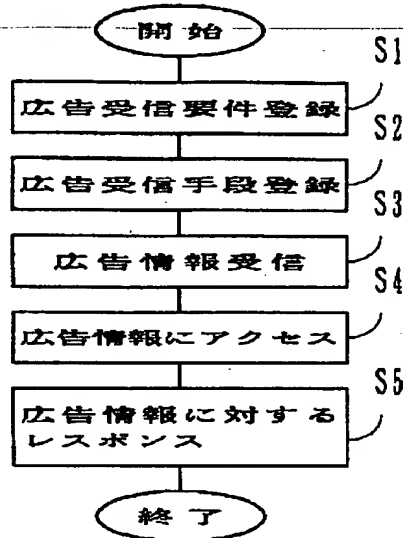 開始
S1
広告受信要件登録
S2
広告受信手段登録
S3
広告情報受信
S4
広告情報にアクセス
S5
広告情報に対する
レスポンス
終了